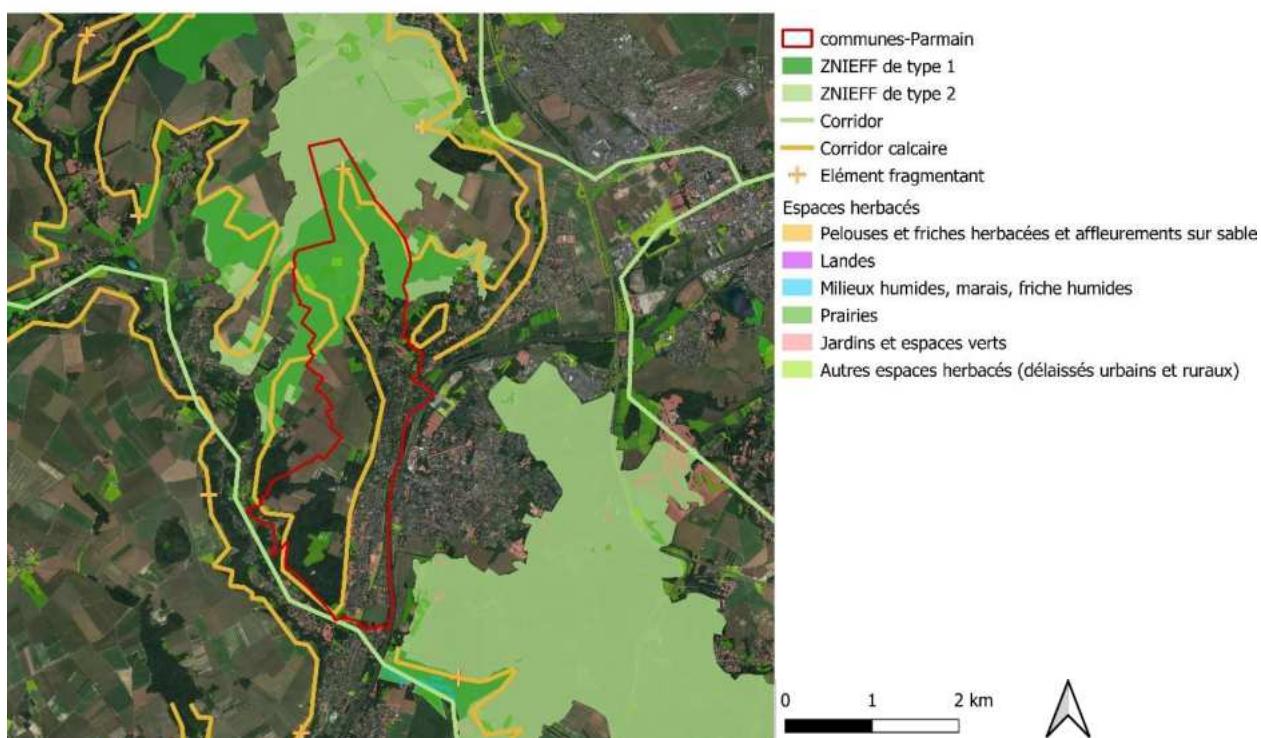 communes-Parmain
ZNIEFF de type 1
ZNIEFF de type 2
Corridor
Corridor calcaire
Elément fragmentant
Espaces herbacés
Pelouses et friches herbacées et affleurements sur sable
Landes
Milieux humides, marais, friche humides
Prairies
Jardins et espaces verts
Autres espaces herbacés (délaissés urbains et ruraux)
0 1 2 km